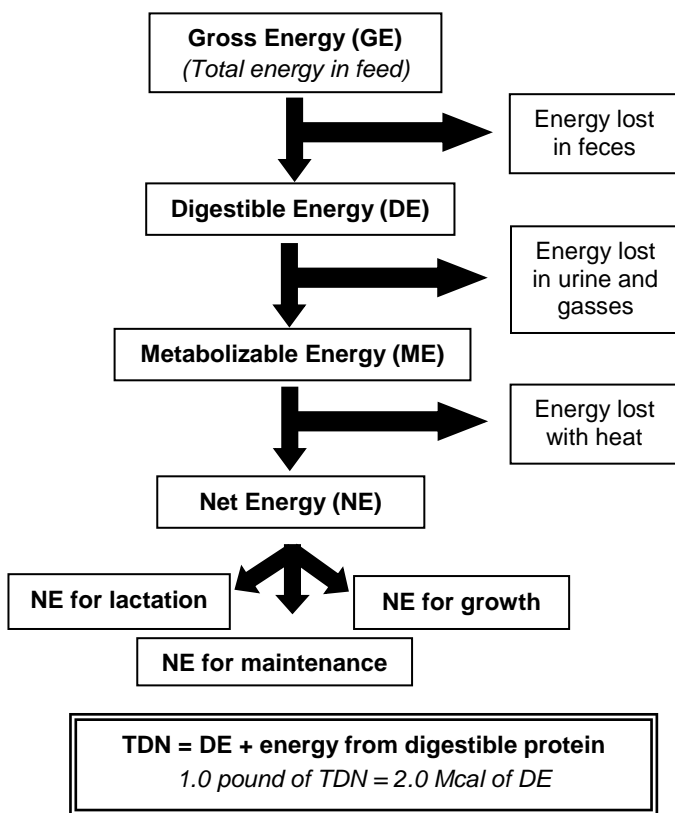 Gross Energy (GE)
(Total energy in feed)
Energy lost
in feces
Digestible Energy (DE)
Energy lost
in urine and
gasses
Metabolizable Energy (ME)
Energy lost
with heat
Net Energy (NE)
NE for lactation
NE for growth
NE for maintenance
TDN = DE + energy from digestible protein
1.0 pound of TDN = 2.0 Mcal of DE